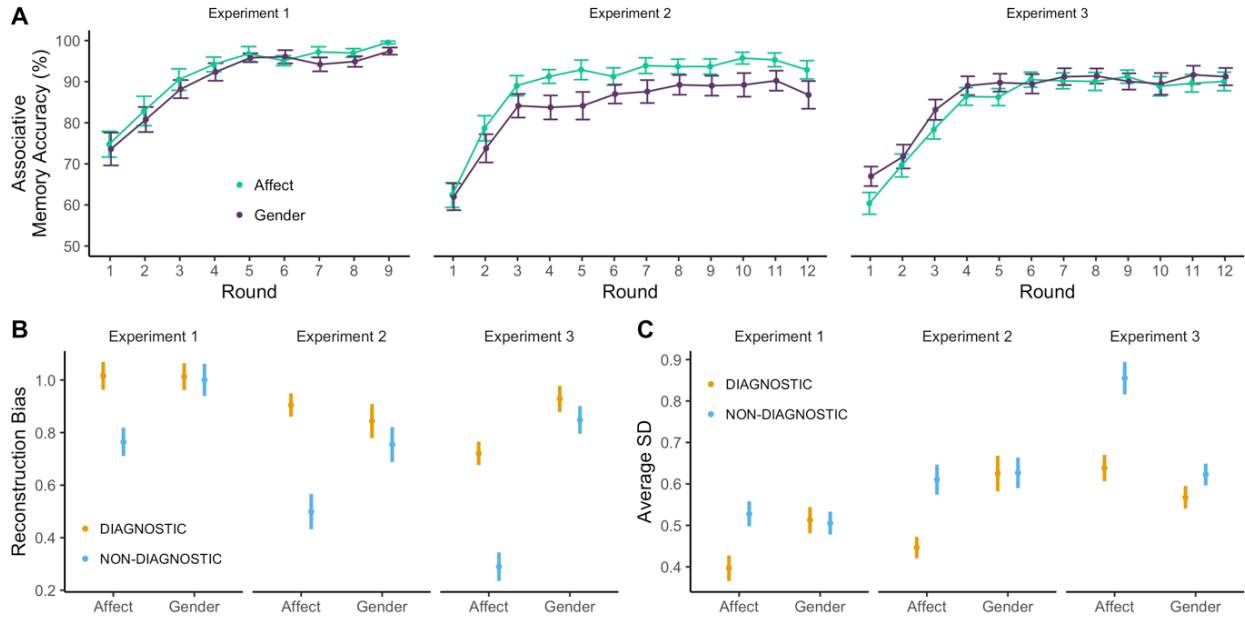 A
Experiment 1
Experiment 2
Experiment 3
Associative
Memory Accuracy (%)
100
90
80
70
60
50
Affect
Gender
1 2 3 4 5 6 7 8 9
1 2 3 4 5 6 7 8 9 10 11 12
1 2 3 4 5 6 7 8 9 10 11 12
Round
Round
Round
B
Experiment 1
Experiment 2
Experiment 3
Reconstruction Bias
1.0
0.8
0.6
0.4
0.2
DIAGNOSTIC
NON-DIAGNOSTIC
Affect Gender
Affect Gender
Affect Gender
C
Experiment 1
Experiment 2
Experiment 3
Average SD
0.9
0.8
0.7
0.6
0.5
0.4
DIAGNOSTIC
NON-DIAGNOSTIC
Affect Gender
Affect Gender
Affect Gender